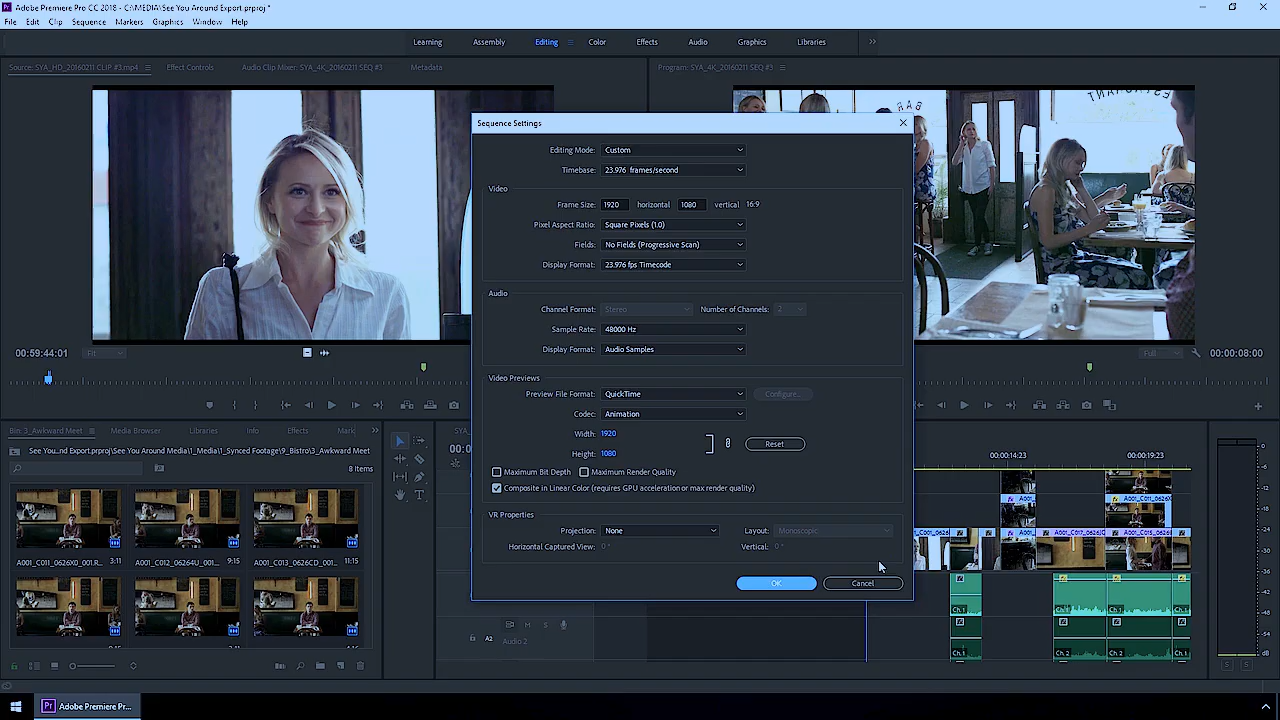 Adobe Premiere Pro CC 2018 - C:\MEDIA\See You Around Export.prproj *
File Edit Clip Sequence Markers Graphics Window Help
Learning Assembly Editing Color Effects Audio Graphics Libraries
Source: SYA_HD_20160211 CLIP #3.mp4 Effect Controls Audio Clip Mixer: SYA_4K_20160211 SEQ #3 Metadata
Program: SYA_4K_20160211 SEQ #3
BAR
Sequence Settings
Editing Mode: Custom
Timebase: 23.976 frames/second
Video
Frame Size: 1920 horizontal 1080 vertical 16:9
Pixel Aspect Ratio: Square Pixels (1.0)
Fields: No Fields (Progressive Scan)
Display Format: 23.976 fps Timecode
Audio
Channel Format: Stereo Number of Channels: 2
Sample Rate: 48000 Hz
Display Format: Audio Samples
Video Previews
Preview File Format: QuickTime Configure...
Codec: Animation
Width: 1920
Height: 1080
Reset
Maximum Bit Depth Maximum Render Quality
Composite in Linear Color (requires GPU acceleration or max render quality)
VR Properties
Projection: None Layout: Monoscopic
Horizontal Captured View: 0° Vertical: 0°
OK Cancel
00:59:44:01 Fit
Full 00:00:08:00
Bin: 3_Awkward Meet Media Browser Libraries Info Effects Mark
See You...nd Export.prproj\See You Around Media\1_Media\1_Synced Footage\9_Bistro\3_Awkward Meet
8 Items
A001_C011_0626X0_001.R... 3:11 A001_C012_06264U_001... 9:15 A001_C013_0626CD_001... 11:15
00:00:14:23 00:00:19:23
A2 M S
Audio 2
Ch. 1 Ch. 1 Ch. 1 Ch. 1
Ch. 2 Ch. 2 Ch. 1
-6
-12
-18
-54
dB
S S
Adobe Premiere Pr...